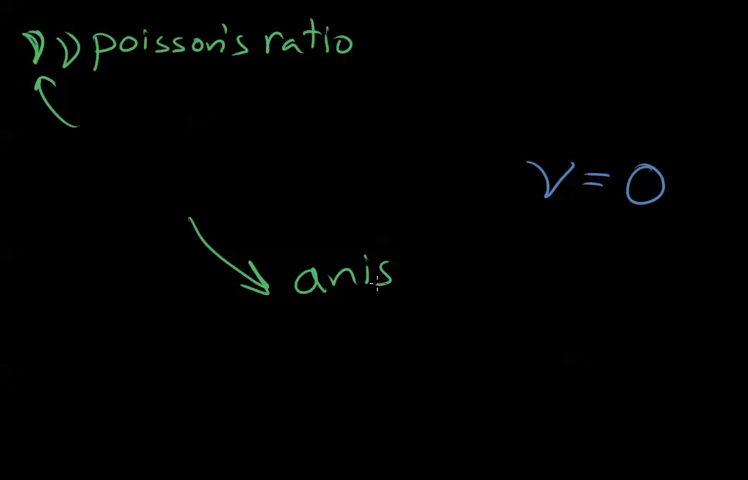 ν ν poisson's ratio
ν = 0
anis